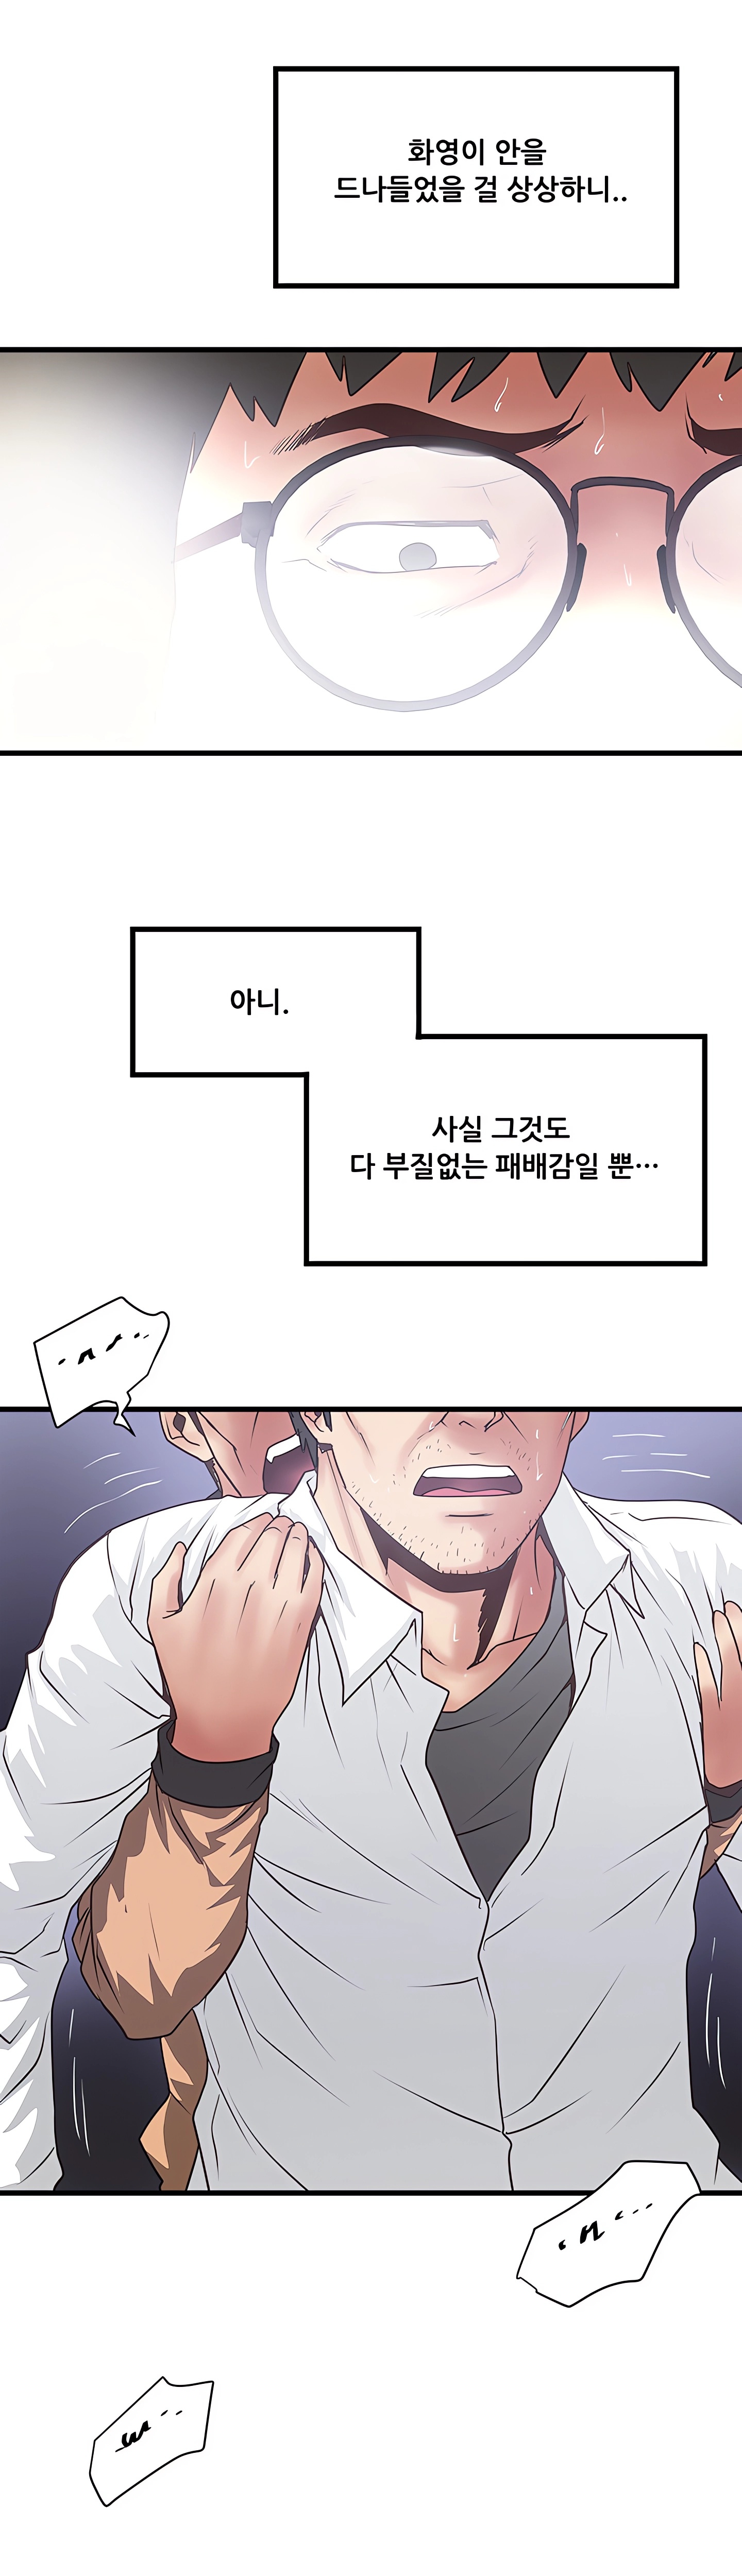 화영이 안을
드나들었을 걸 상상하니..
아니.
사실 그것도
다 부질없는 패배감일 뿐…